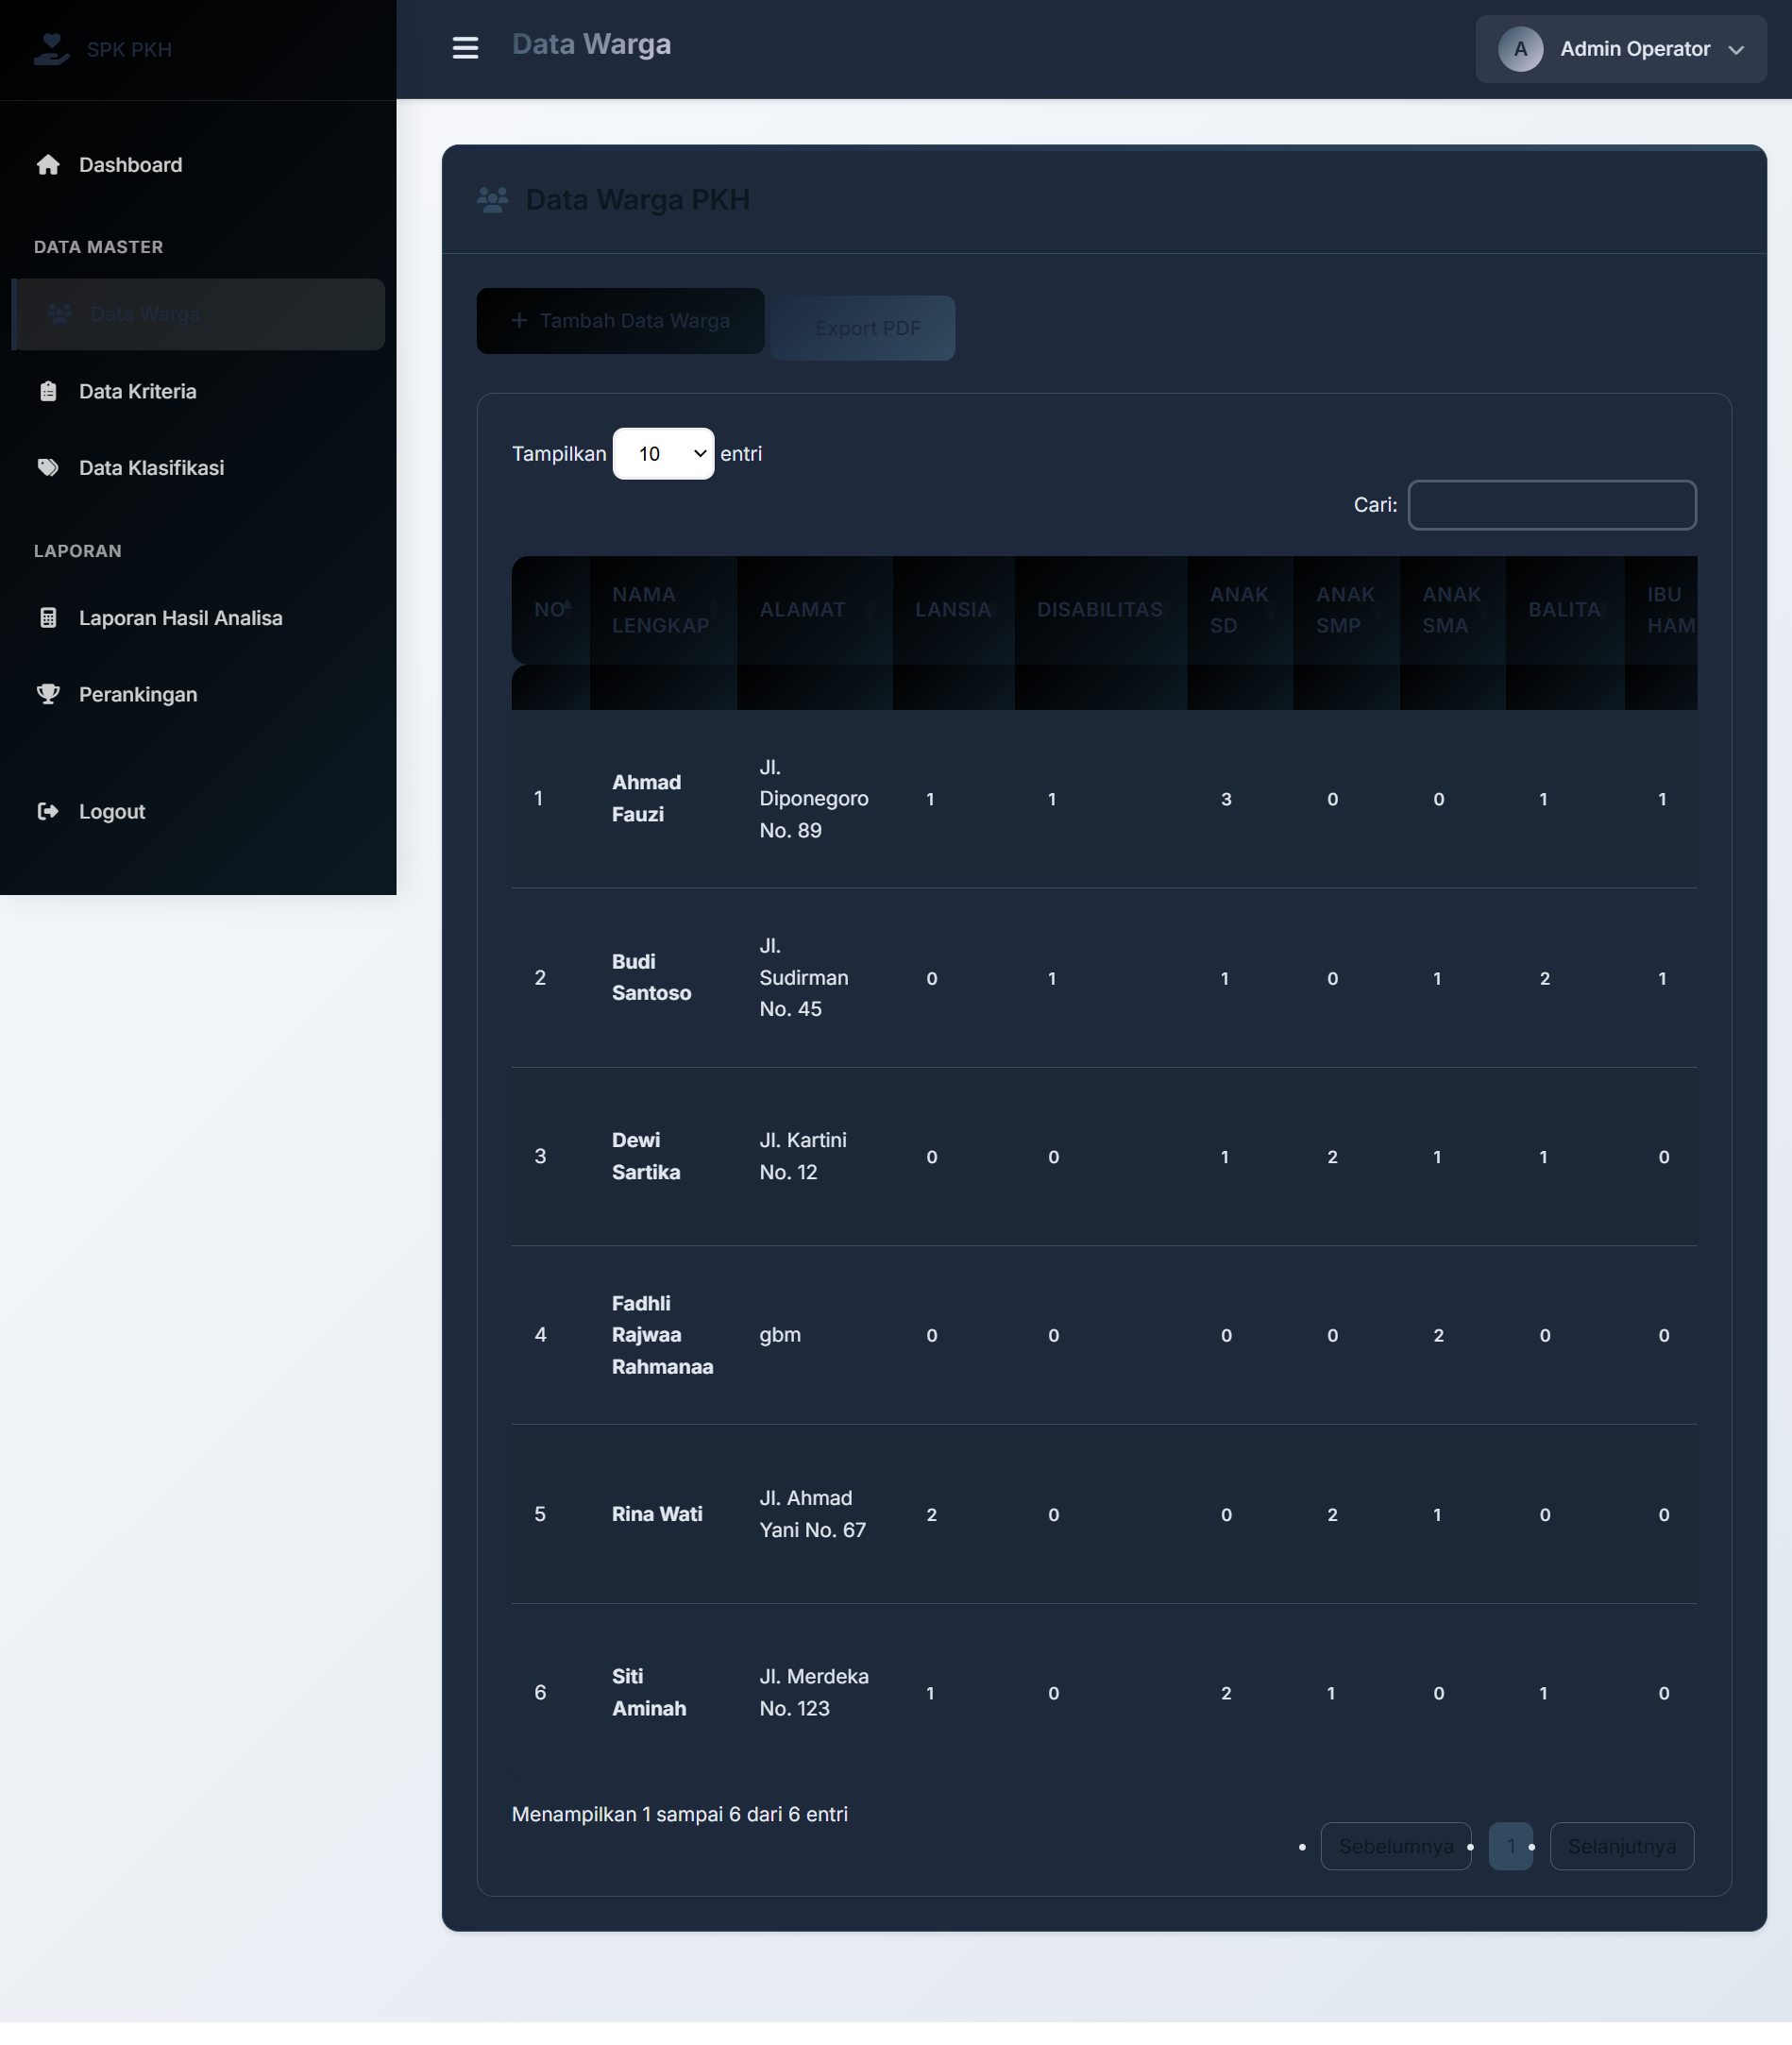 SPK PKH
Data Warga
A
Admin Operator
Dashboard
DATA MASTER
Data Warga
Data Kriteria
Data Klasifikasi
LAPORAN
Laporan Hasil Analisa
Perankingan
Logout
Data Warga PKH
+ Tambah Data Warga
Export PDF
Tampilkan 10 entri
Cari:
NO NAMA LENGKAP ALAMAT LANSIA DISABILITAS ANAK SD ANAK SMP ANAK SMA BALITA IBU HAM
1 Ahmad Fauzi Jl. Diponegoro No. 89 1 1 3 0 0 1 1
2 Budi Santoso Jl. Sudirman No. 45 0 1 1 0 1 2 1
3 Dewi Sartika Jl. Kartini No. 12 0 0 1 2 1 1 0
4 Fadhli Rajwaa Rahmanaa gbm 0 0 0 0 2 0 0
5 Rina Wati Jl. Ahmad Yani No. 67 2 0 0 2 1 0 0
6 Siti Aminah Jl. Merdeka No. 123 1 0 2 1 0 1 0
Menampilkan 1 sampai 6 dari 6 entri
Sebelumnya 1 Selanjutnya